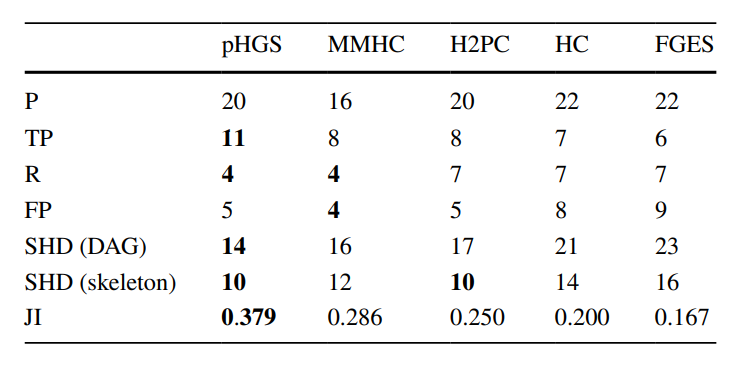 pHGS MMHC H2PC HC FGES
P 20 16 20 22 22
TP 11 8 8 7 6
R 4 4 7 7 7
FP 5 4 5 8 9
SHD (DAG) 14 16 17 21 23
SHD (skeleton) 10 12 10 14 16
JI 0.379 0.286 0.250 0.200 0.167